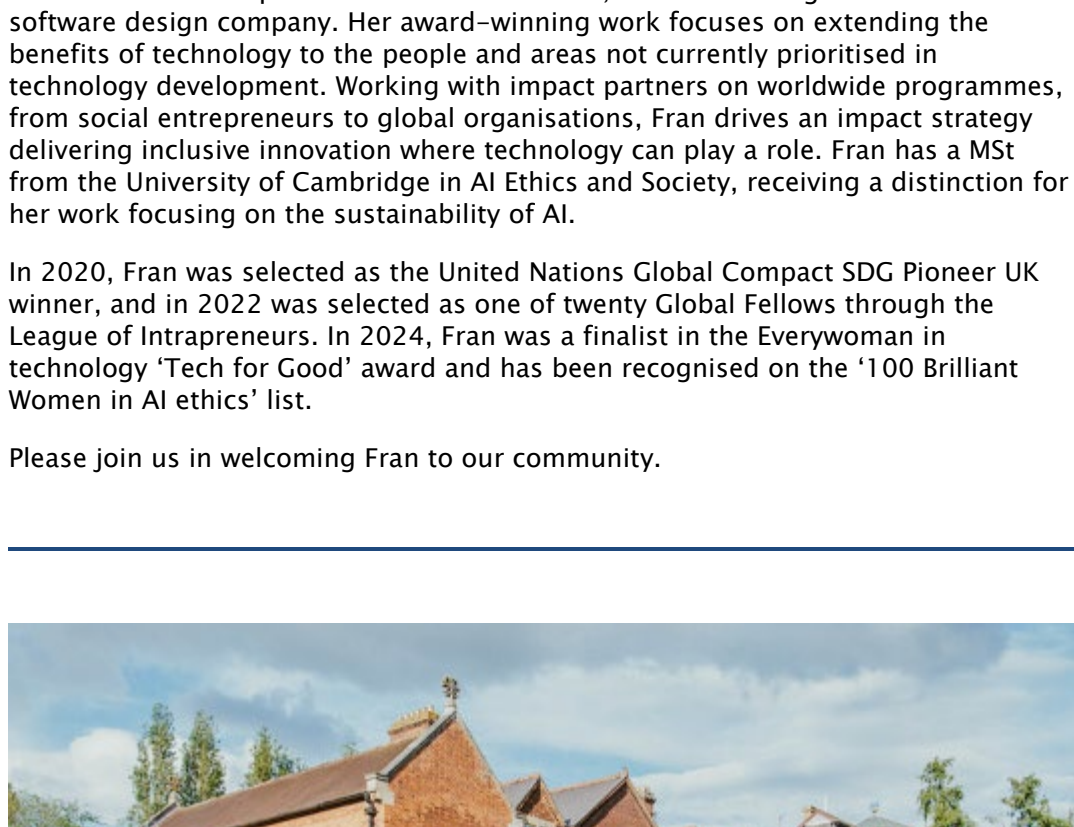 software design company. Her award-winning work focuses on extending the
benefits of technology to the people and areas not currently prioritised in
technology development. Working with impact partners on worldwide programmes,
from social entrepreneurs to global organisations, Fran drives an impact strategy
delivering inclusive innovation where technology can play a role. Fran has a MSt
from the University of Cambridge in AI Ethics and Society, receiving a distinction for
her work focusing on the sustainability of AI.
In 2020, Fran was selected as the United Nations Global Compact SDG Pioneer UK
winner, and in 2022 was selected as one of twenty Global Fellows through the
League of Intrapreneurs. In 2024, Fran was a finalist in the Everywoman in
technology ‘Tech for Good’ award and has been recognised on the ‘100 Brilliant
Women in AI ethics’ list.
Please join us in welcoming Fran to our community.